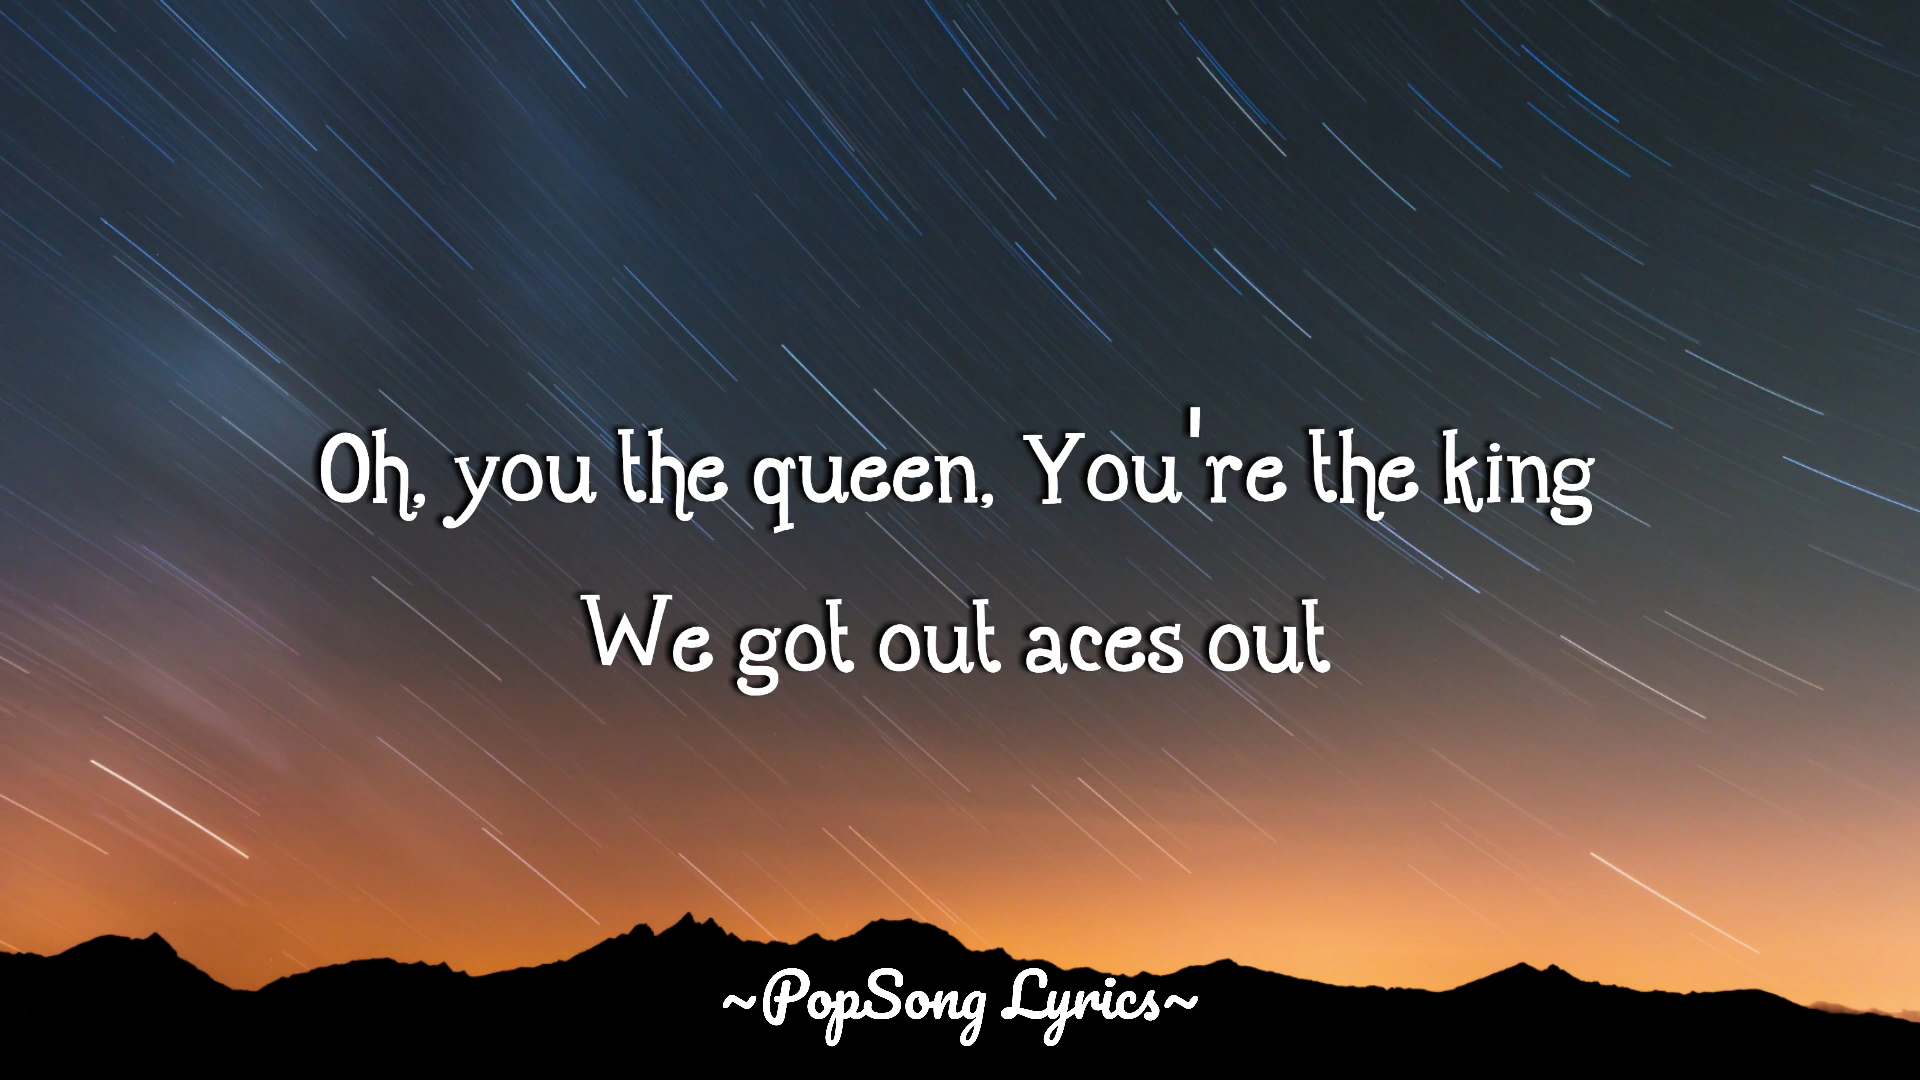 Oh, you the queen, You're the king
We got out aces out
~PopSong Lyrics~